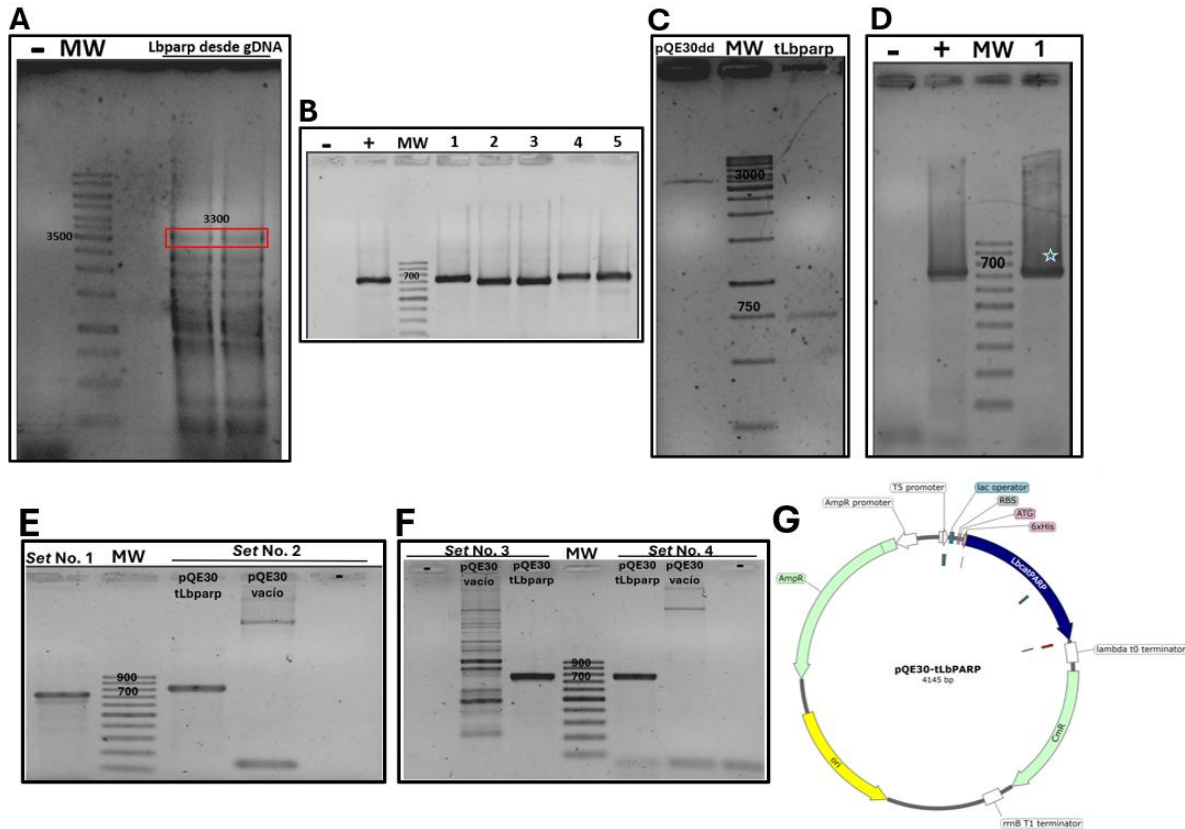 A
- MW Lbparp desde gDNA
3300
3500
B
- + MW 1 2 3 4 5
700
C
pQE30dd MW tLbparp
3000
750
D
- + MW 1
700
E
Set No. 1 MW Set No. 2
pQE30 tLbparp
pQE30 vacío
-
900
700
F
Set No. 3 MW Set No. 4
-
pQE30 vacío
pQE30 tLbparp
pQE30 tLbparp
pQE30 vacío
-
900
700
G
T5 promoter
lac operator
AmpR promoter
RBS
ATG
6xHis
LbcatPARP
AmpR
lambda t0 terminator
pQE30-tLbPARP
4145 bp
CmR
ori
rrnB T1 terminator